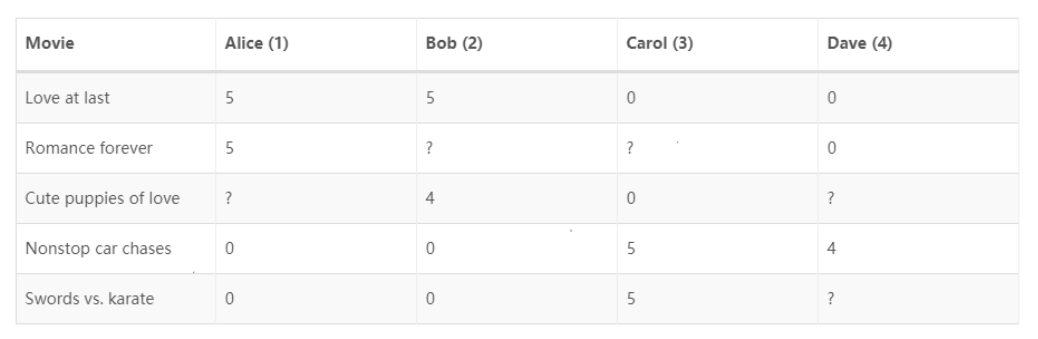 Movie Alice (1) Bob (2) Carol (3) Dave (4)
Love at last 5 5 0 0
Romance forever 5 ? ? 0
Cute puppies of love ? 4 0 ?
Nonstop car chases 0 0 5 4
Swords vs. karate 0 0 5 ?